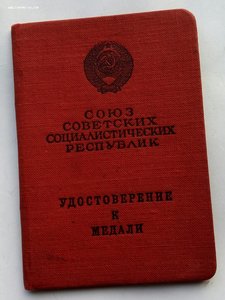 СОЮЗ
СОВЕТСКИХ
СОЦИАЛИСТИЧЕСКИХ
РЕСПУБЛИК
УДОСТОВЕРЕНИЕ
К
МЕДАЛИ